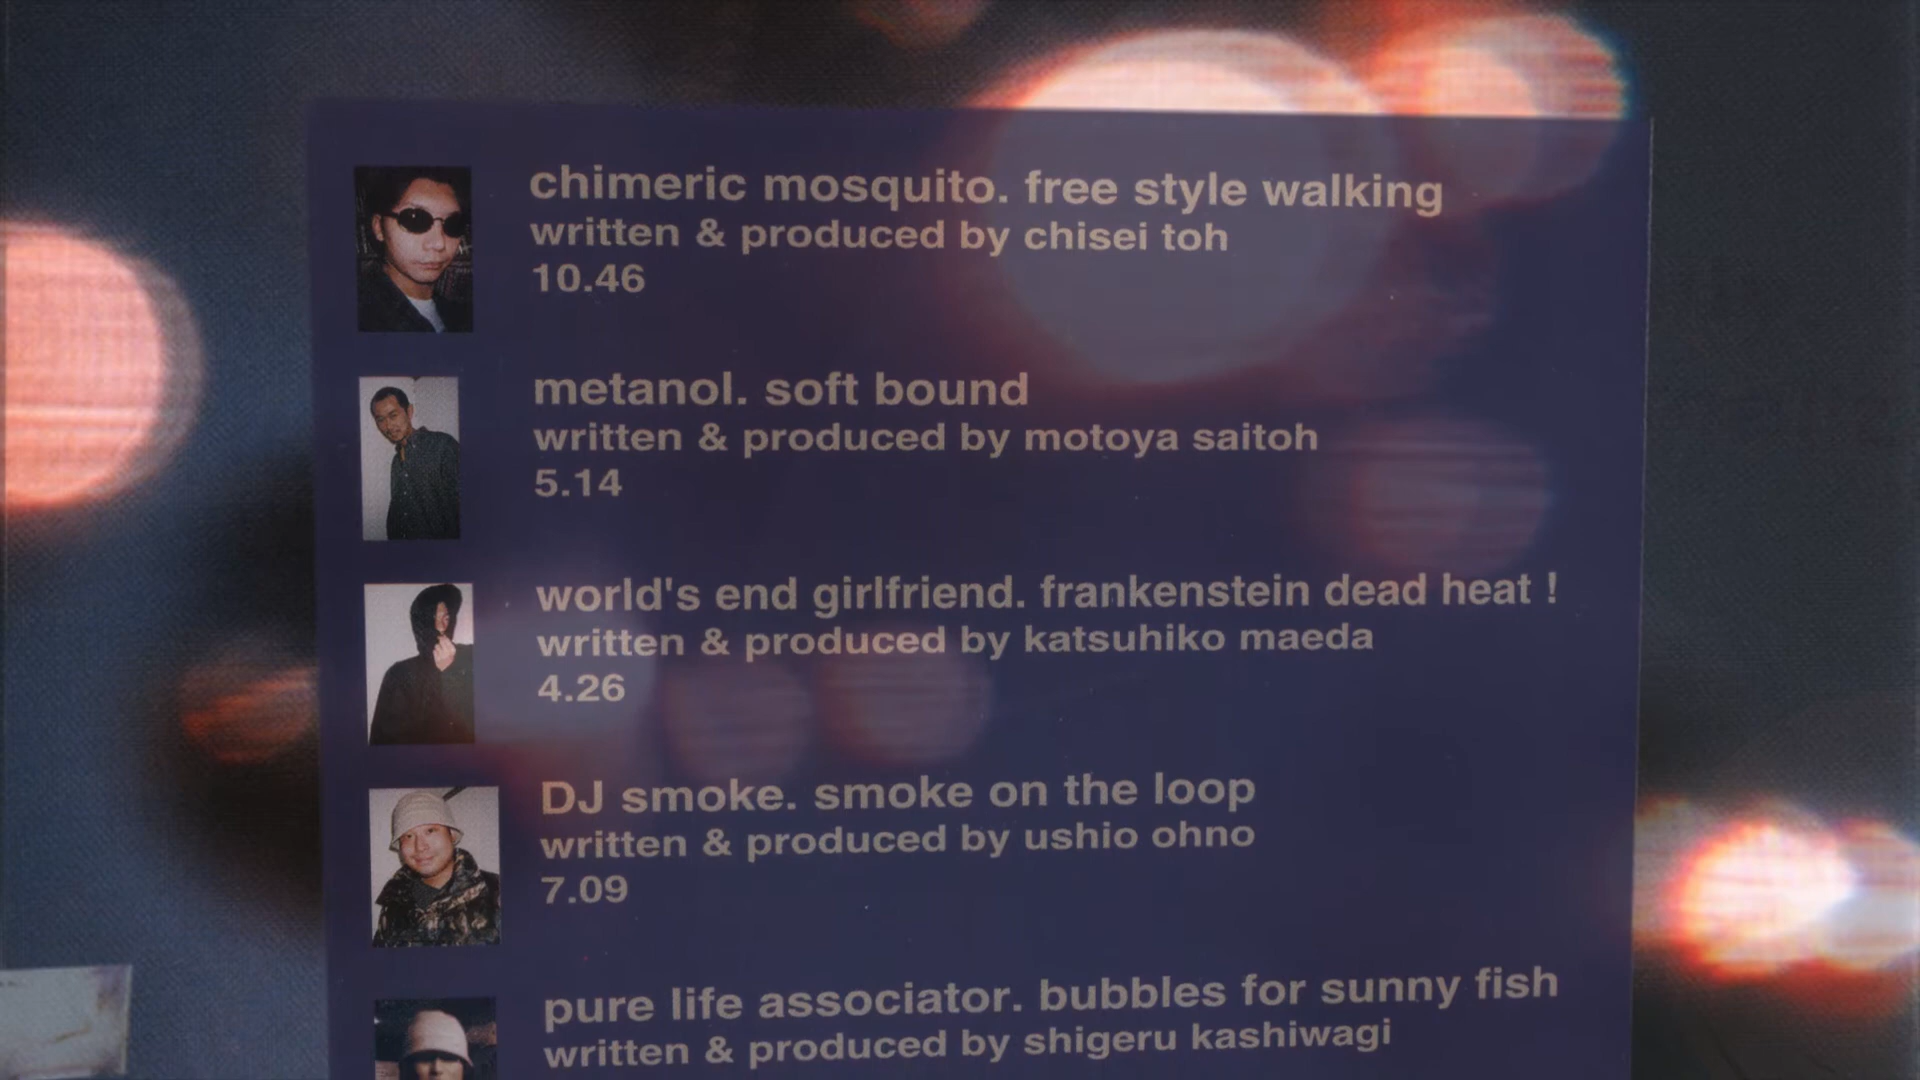 chimeric mosquito. free style walking
written & produced by chisei toh
10.46
metanol. soft bound
written & produced by motoya saitoh
5.14
world's end girlfriend. frankenstein dead heat !
written & produced by katsuhiko maeda
4.26
DJ smoke. smoke on the loop
written & produced by ushio ohno
7.09
pure life associator. bubbles for sunny fish
written & produced by shigeru kashiwagi